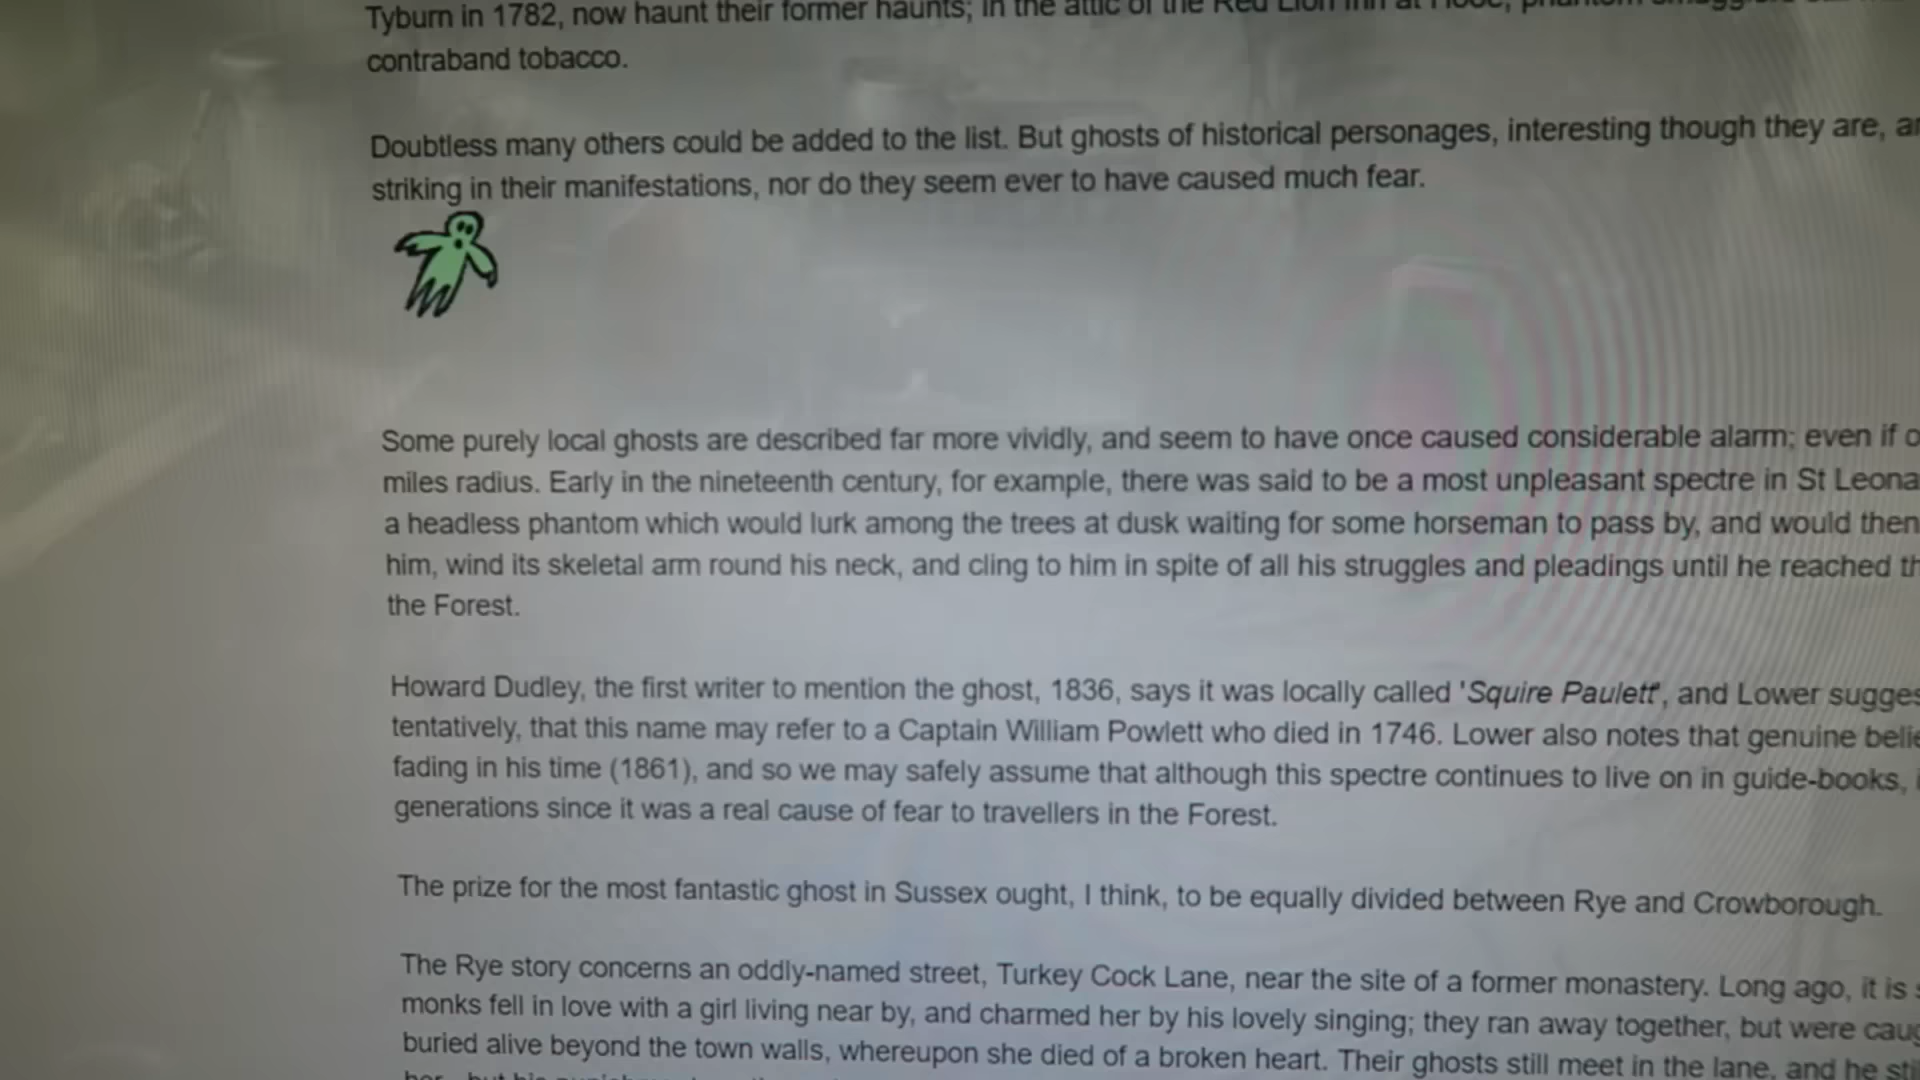 Tyburn in 1782, now haunt their former haunts; in the attic of the Red Lion Inn at
contraband tobacco.
Doubtless many others could be added to the list. But ghosts of historical personages, interesting though they are,
striking in their manifestations, nor do they seem ever to have caused much fear.
Some purely local ghosts are described far more vividly, and seem to have once caused considerable alarm; even if
miles radius. Early in the nineteenth century, for example, there was said to be a most unpleasant spectre in St
a headless phantom which would lurk among the trees at dusk waiting for some horseman to pass by, and would then
him, wind its skeletal arm round his neck, and cling to him in spite of all his struggles and pleadings until he reached
the Forest.
Howard Dudley, the first writer to mention the ghost, 1836, says it was locally called 'Squire Paulett', and Lower
tentatively, that this name may refer to a Captain William Powlett who died in 1746. Lower also notes that genuine
fading in his time (1861), and so we may safely assume that although this spectre continues to live on in guide-books,
generations since it was a real cause of fear to travellers in the Forest.
The prize for the most fantastic ghost in Sussex ought, I think, to be equally divided between Rye and Crowborough.
The Rye story concerns an oddly-named street, Turkey Cock Lane, near the site of a former monastery. Long ago, it is
monks fell in love with a girl living near by, and charmed her by his lovely singing; they ran away together, but were
buried alive beyond the town walls, whereupon she died of a broken heart. Their ghosts still meet in the lane, and he